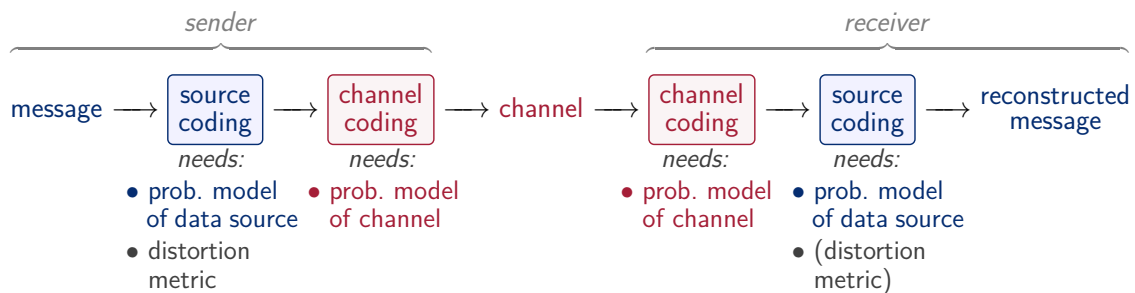 sender
receiver
message
source
coding
channel
coding
channel
channel
coding
source
coding
reconstructed
message
needs:
needs:
needs:
needs:
• prob. model
of data source
• distortion
metric
• prob. model
of channel
• prob. model
of channel
• prob. model
of data source
• (distortion
metric)